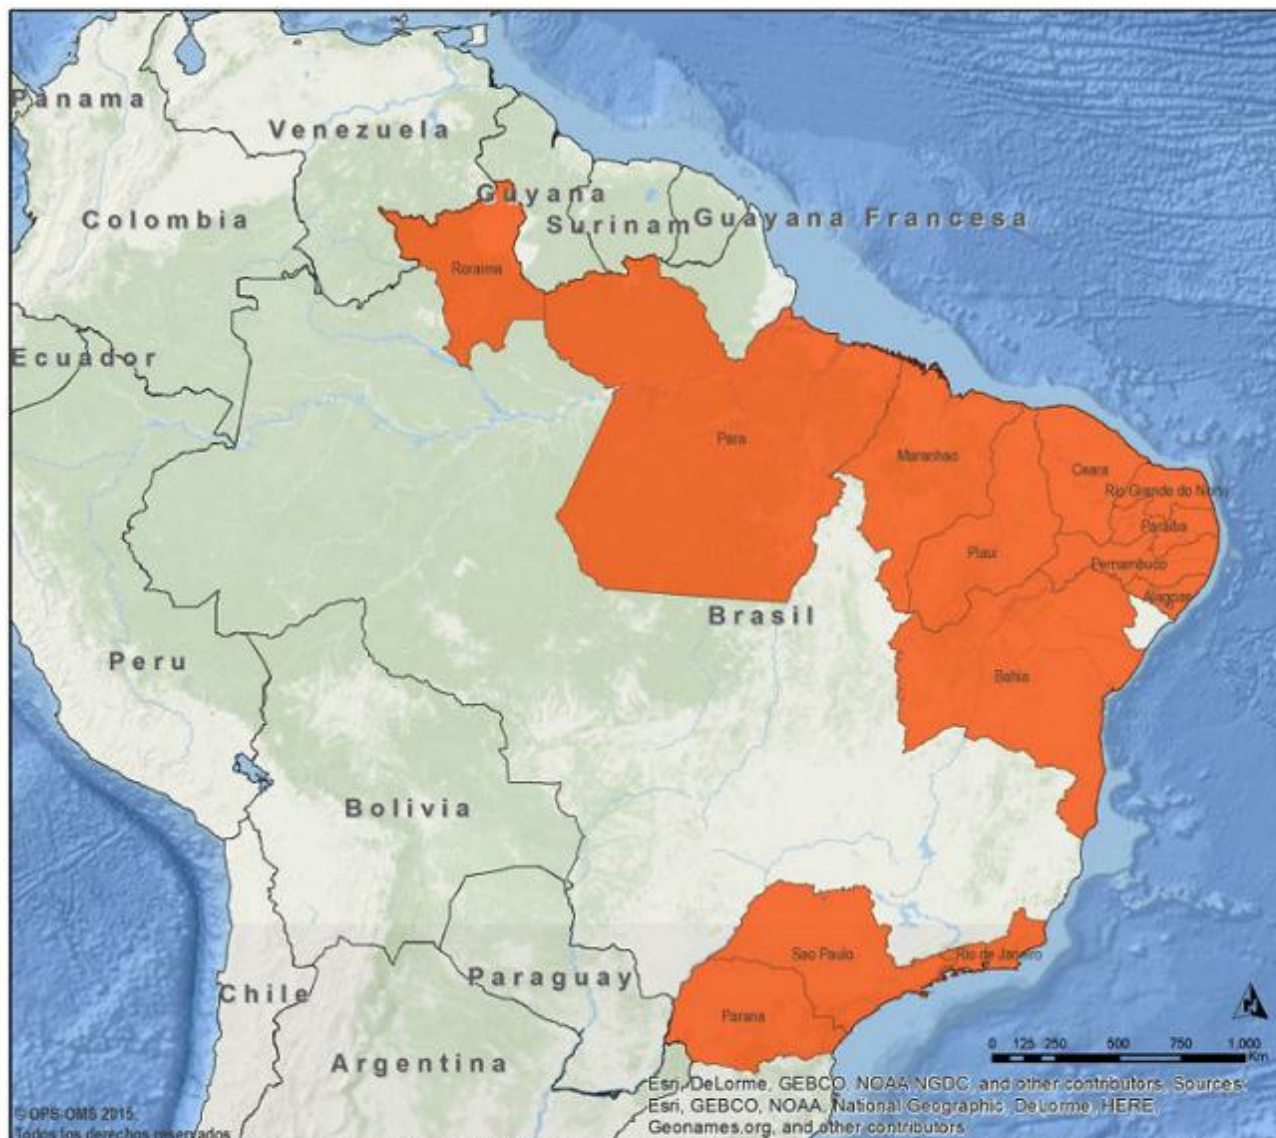 Panama
Venezuela
Guyana
Surinam
Guayana Francesa
Colombia
Roraima
Ecuador
Para
Maranhao
Ceara
Rio Grande do Norte
Paraiba
Piaui
Pernambuco
Alagoas
Brasil
Peru
Bahia
Bolivia
Sao Paulo
Rio de Janeiro
Paraguay
Chile
Parana
0 125 250 500 750 1.000
Km
Argentina
Esri, DeLorme, GEBCO, NOAA NGDC, and other contributors, Sources:
Esri, GEBCO, NOAA, National Geographic, DeLorme, HERE,
Geonames.org, and other contributors
© OPS-OMS 2015.
Todos los derechos reservados